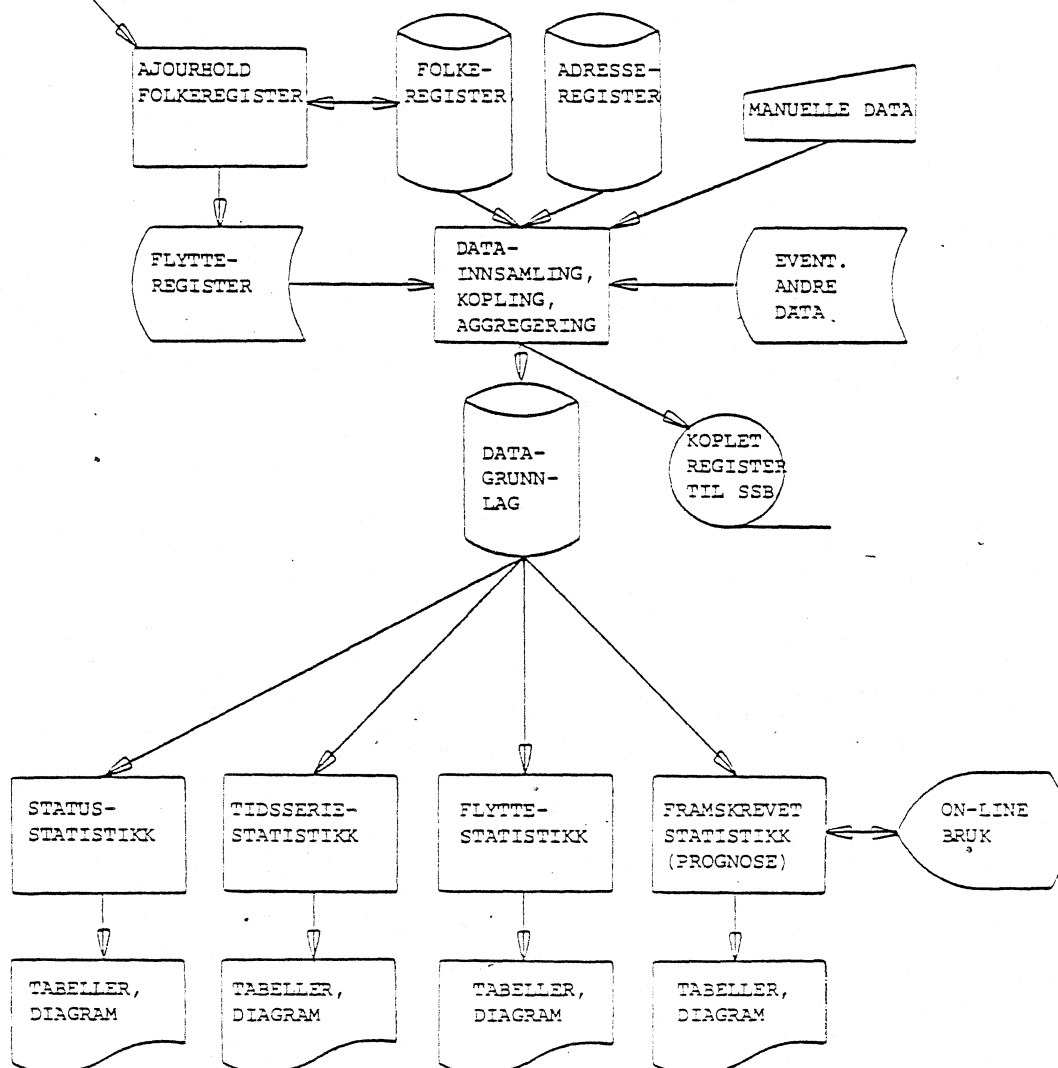 AJOURHOLD
FOLKEREGISTER
FOLKE-
REGISTER
ADRESSE-
REGISTER
MANUELLE DATA
FLYTTE-
REGISTER
DATA-
INNSAMLING,
KOPLING,
AGGREGERING
EVENT.
ANDRE
DATA
KOPLET
REGISTER
TIL SSB
DATA-
GRUNN-
LAG
STATUS-
STATISTIKK
TIDSSERIE-
STATISTIKK
FLYTTE-
STATISTIKK
FRAMSKREVET
STATISTIKK
(PROGNOSE)
ON-LINE
BRUK
TABELLER,
DIAGRAM
TABELLER,
DIAGRAM
TABELLER,
DIAGRAM
TABELLER,
DIAGRAM